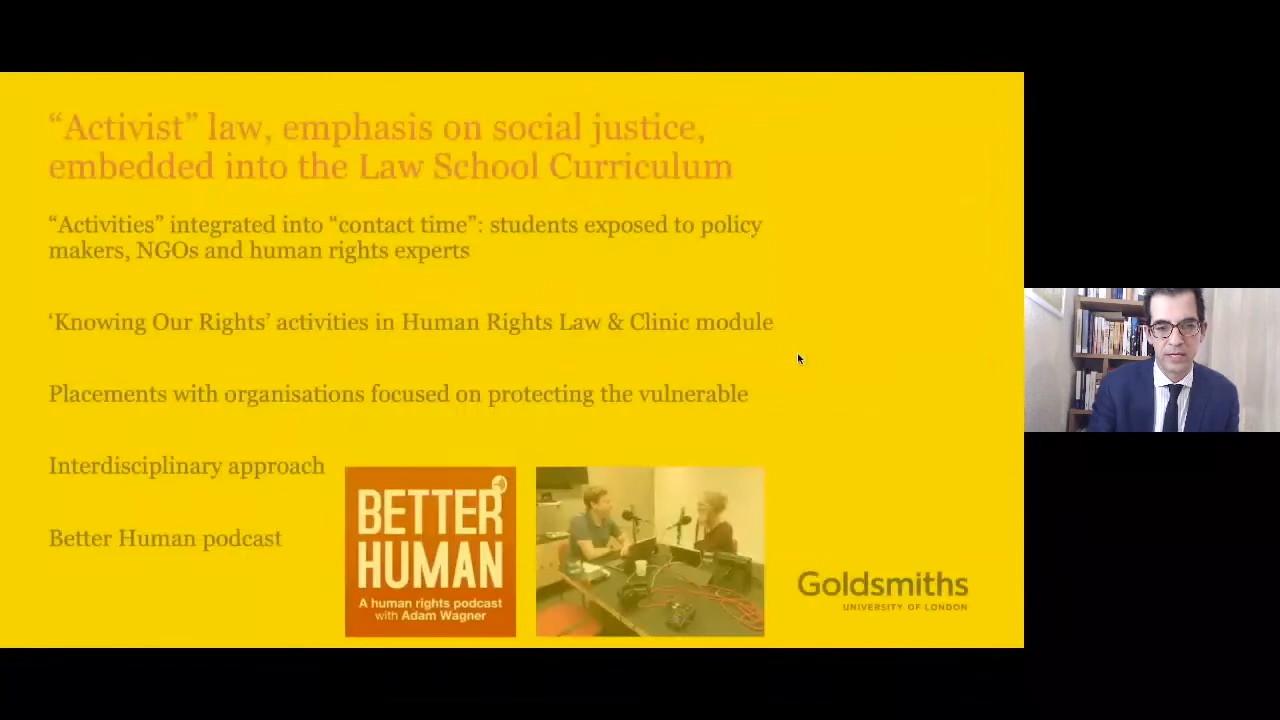 “Activist” law, emphasis on social justice,
embedded into the Law School Curriculum
“Activities” integrated into “contact time”: students exposed to policy
makers, NGOs and human rights experts
‘Knowing Our Rights’ activities in Human Rights Law & Clinic module
Placements with organisations focused on protecting the vulnerable
Interdisciplinary approach
Better Human podcast
BETTER
HUMAN
A human rights podcast
with Adam Wagner
Goldsmiths
UNIVERSITY OF LONDON